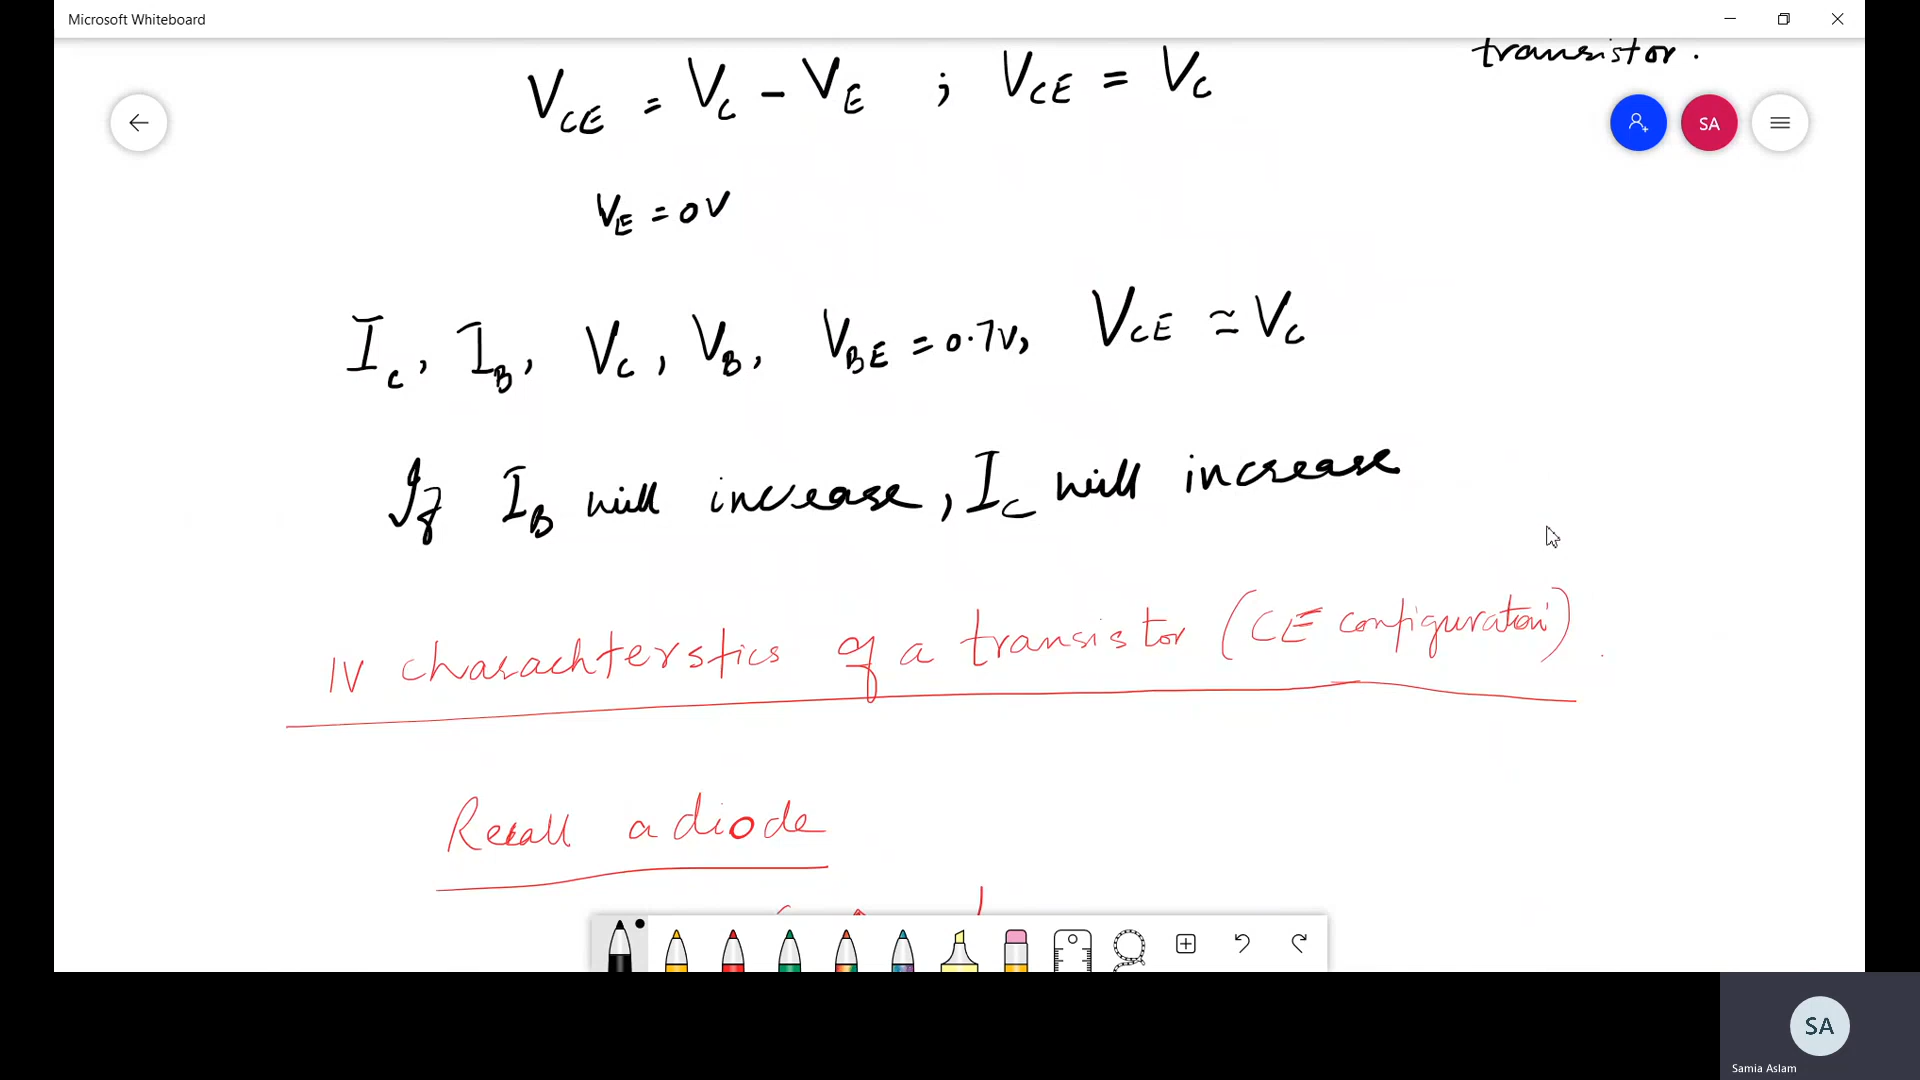 Microsoft Whiteboard
transistor.
V_CE = V_C - V_E ; V_CE = V_C
SA
V_E = 0V
I_C, I_B, V_C, V_B, V_BE = 0.7V, V_CE ≃ V_C
If I_B will increase, I_C will increase
IV charachterstics of a transistor (CE configuration).
Recall a diode
SA
Samia Aslam